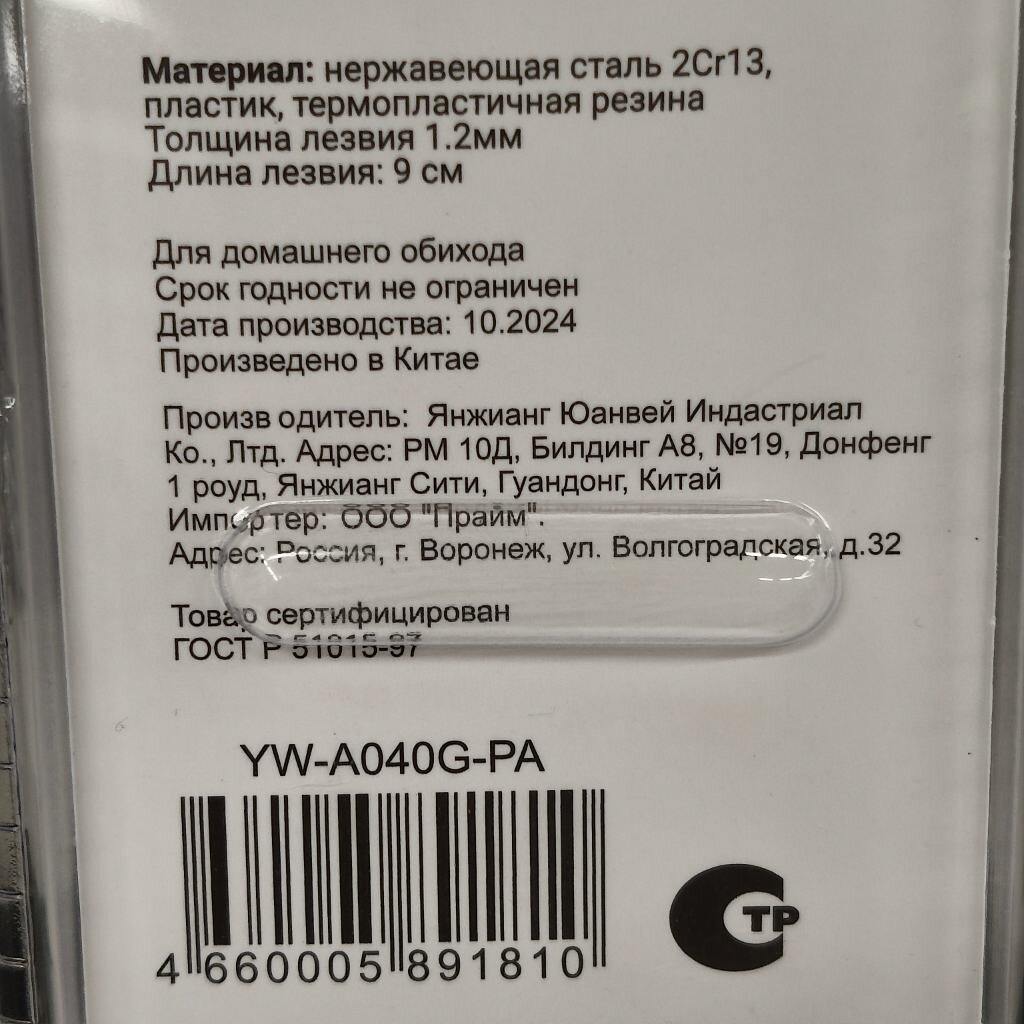 Материал: нержавеющая сталь 2Cr13,
пластик, термопластичная резина
Толщина лезвия 1.2мм
Длина лезвия: 9 см
Для домашнего обихода
Срок годности не ограничен
Дата производства: 10.2024
Произведено в Китае
Произв одитель: Янжианг Юанвей Индастриал
Ко., Лтд. Адрес: РМ 10Д, Билдинг А8, №19, Донфенг
1 роуд, Янжианг Сити, Гуандонг, Китай
Импортер: ООО "Прайм".
Адрес: Россия, г. Воронеж, ул. Волгоградская, д.32
Товар сертифицирован
ГОСТ Р 51015-97
YW-A040G-PA
4 660005 891810
ТР